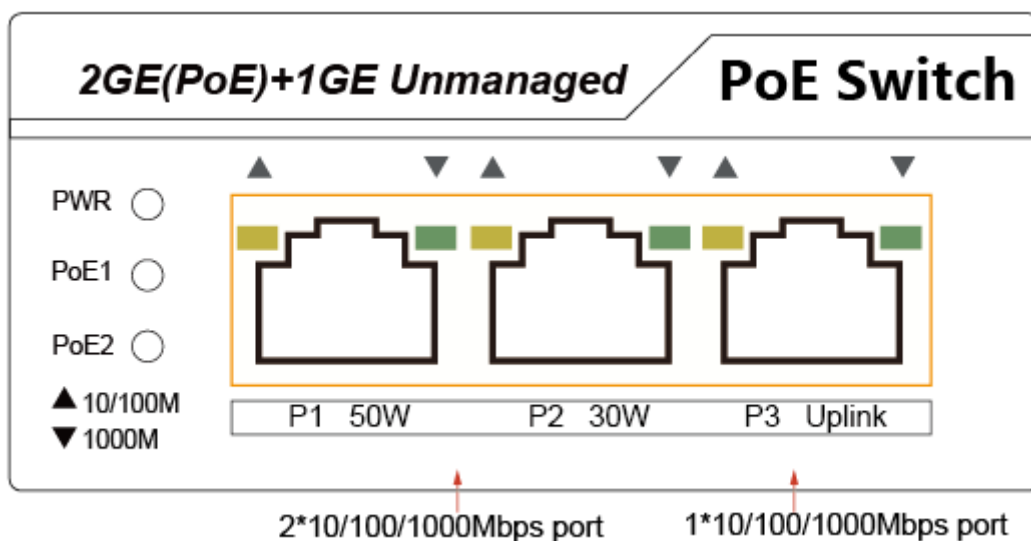 2GE(PoE)+1GE Unmanaged
PoE Switch
PWR
PoE1
PoE2
▲ 10/100M
▼ 1000M
P1 50W
P2 30W
P3 Uplink
2*10/100/1000Mbps port
1*10/100/1000Mbps port